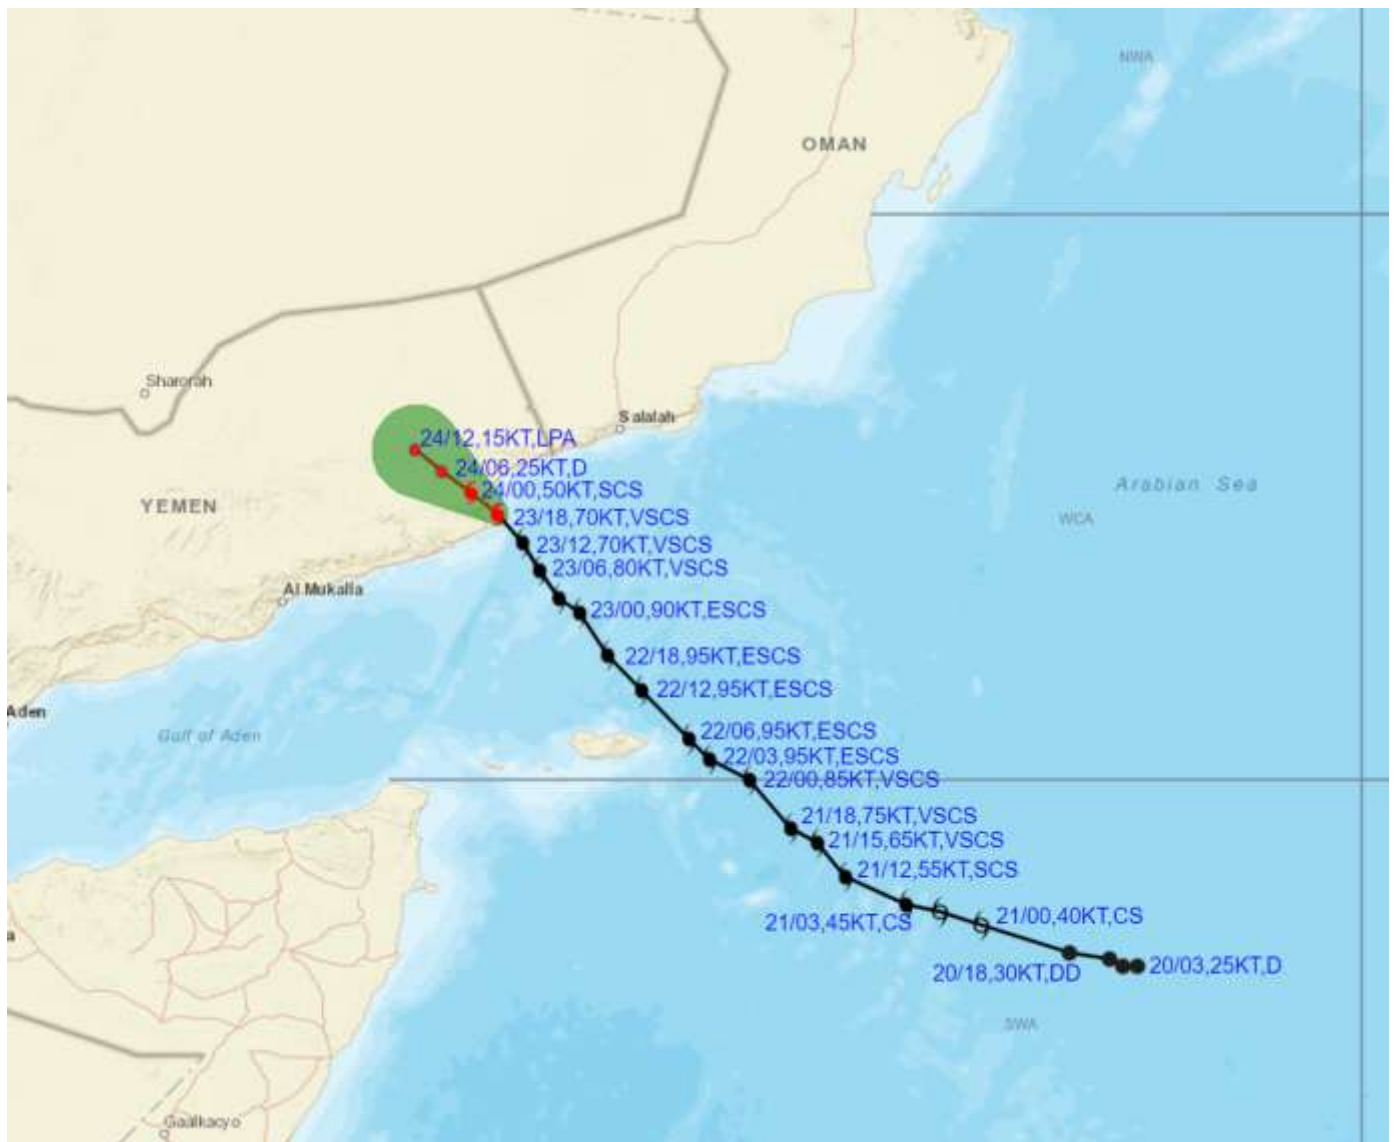 NWA
OMAN
Sharorah
Salalah
24/12,15KT,LPA
24/06,25KT,D
24/00,50KT,SCS
Arabian Sea
YEMEN
23/18,70KT,VSCS
WCA
23/12,70KT,VSCS
23/06,80KT,VSCS
Al Mukalla
23/00,90KT,ESCS
22/18,95KT,ESCS
22/12,95KT,ESCS
Aden
Gulf of Aden
22/06,95KT,ESCS
22/03,95KT,ESCS
22/00,85KT,VSCS
21/18,75KT,VSCS
21/15,65KT,VSCS
21/12,55KT,SCS
21/03,45KT,CS
21/00,40KT,CS
a
20/18,30KT,DD
20/03,25KT,D
SWA
Gaalkacyo